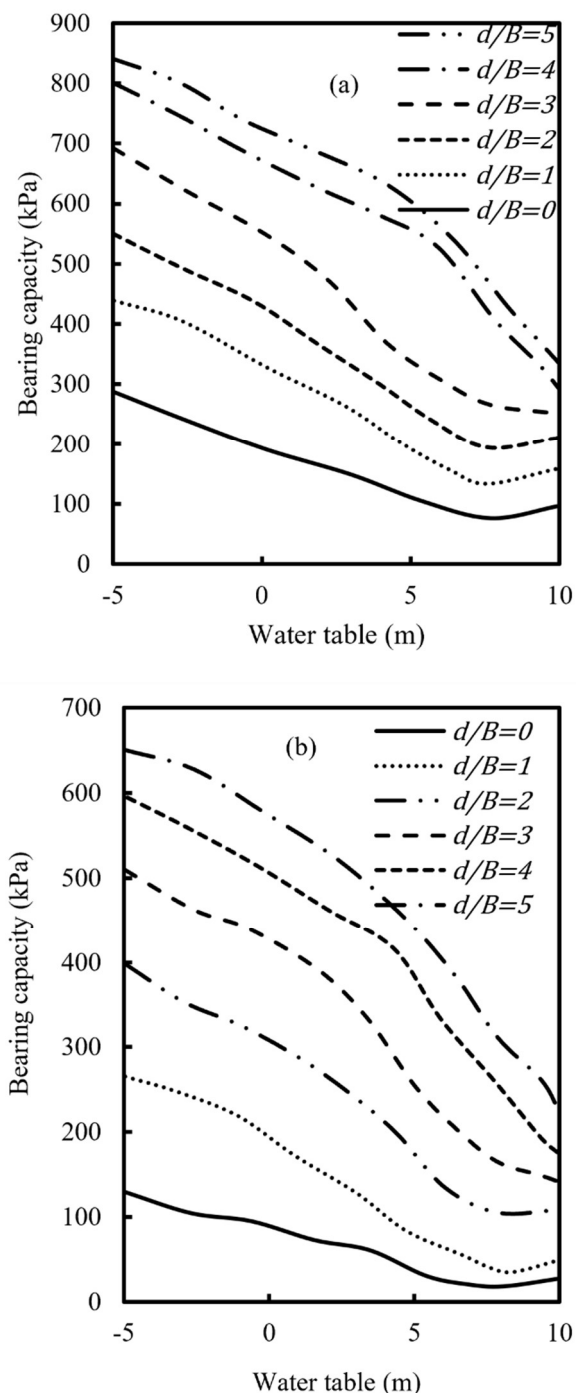 900
800
700
600
500
400
300
200
100
0
Bearing capacity (kPa)
(a)
d/B=5
d/B=4
d/B=3
d/B=2
d/B=1
d/B=0
-5 0 5 10
Water table (m)
700
600
500
400
300
200
100
0
Bearing capacity (kPa)
(b)
d/B=0
d/B=1
d/B=2
d/B=3
d/B=4
d/B=5
-5 0 5 10
Water table (m)